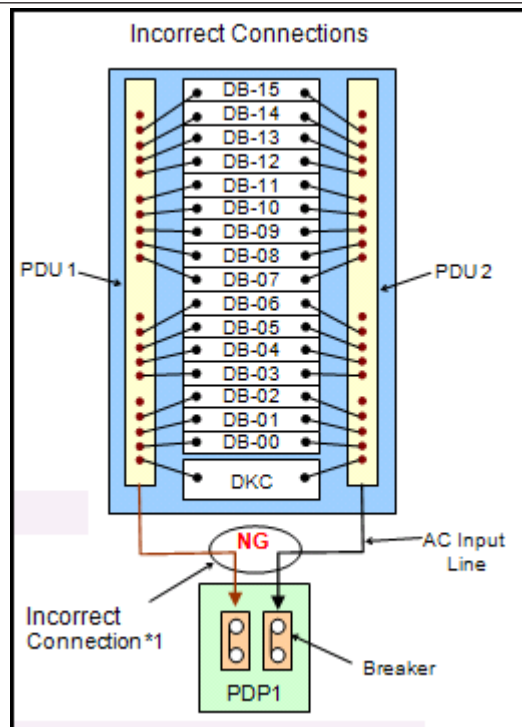 Incorrect Connections
DB-15
DB-14
DB-13
DB-12
DB-11
DB-10
DB-09
DB-08
DB-07
PDU 1
PDU 2
DB-06
DB-05
DB-04
DB-03
DB-02
DB-01
DB-00
DKC
NG
AC Input
Line
Incorrect
Connection*1
Breaker
PDP1